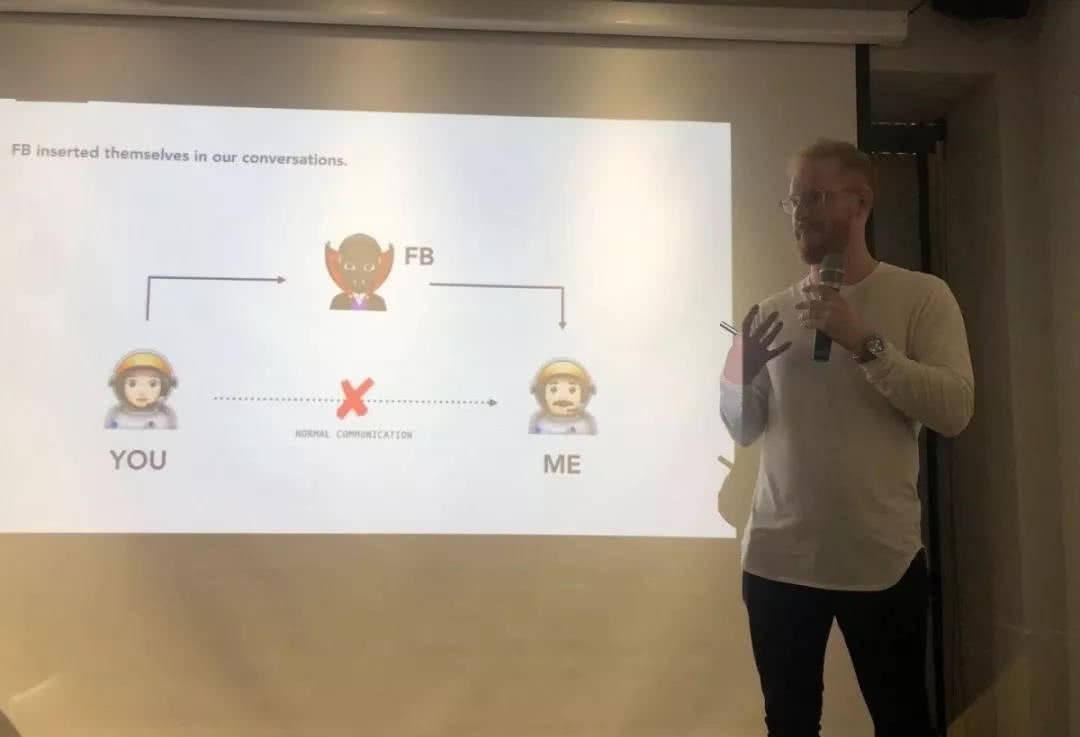 FB inserted themselves in our conversations.
FB
NORMAL COMMUNICATION
YOU
ME